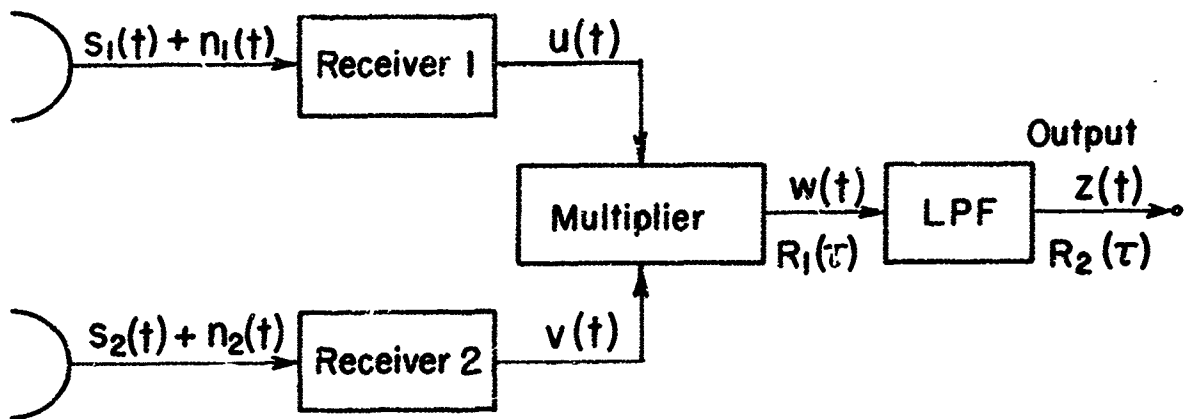 s₁(t) + n₁(t)
Receiver 1
u(t)
Output
Multiplier
w(t)
R₁(τ)
LPF
z(t)
R₂(τ)
s₂(t) + n₂(t)
Receiver 2
v(t)